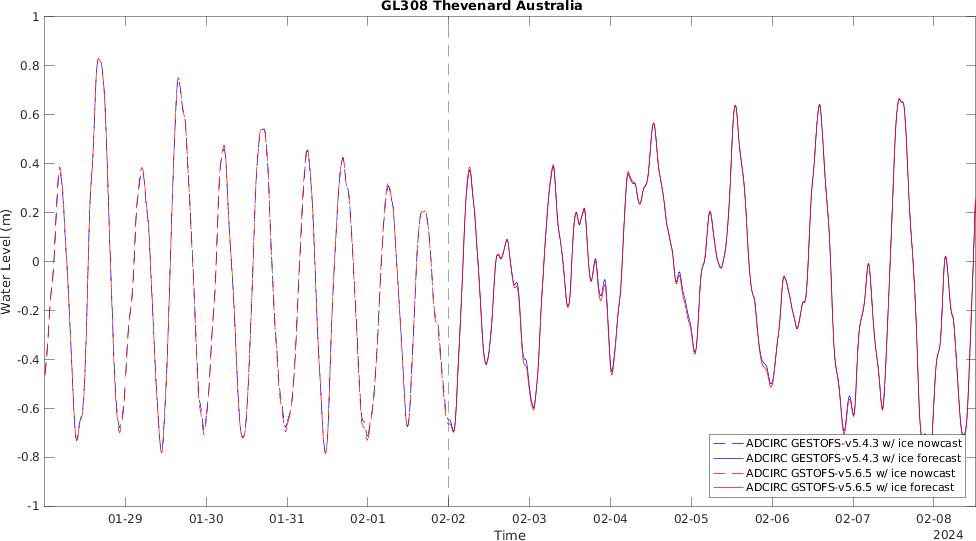 GL308 Thevenard Australia
1
0.8
0.6
0.4
0.2
0
-0.2
-0.4
-0.6
-0.8
-1
Water Level (m)
ADCIRC GESTOFS-v5.4.3 w/ ice nowcast
ADCIRC GESTOFS-v5.4.3 w/ ice forecast
ADCIRC GSTOFS-v5.6.5 w/ ice nowcast
ADCIRC GSTOFS-v5.6.5 w/ ice forecast
01-29 01-30 01-31 02-01 02-02 02-03 02-04 02-05 02-06 02-07 02-08
2024
Time